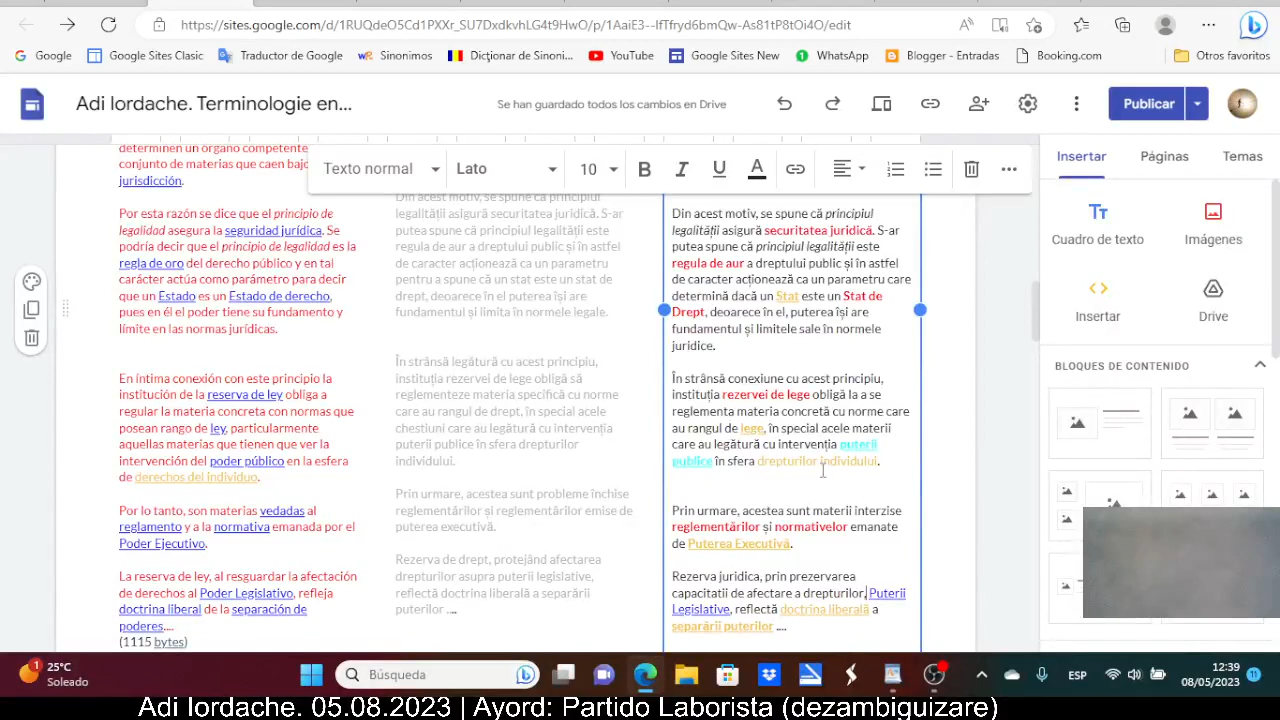 https://sites.google.com/d/1RUQdeO5Cd1PXXr_SU7DxdkvhLG4t9HwO/p/1AaiE3--IfTfryd6bmQw-As81tP8tOi4O/edit
Google
Google Sites Clasic
Traductor de Google
Sinonimos
Dicționar de Sinoni...
YouTube
Google Sites New
WhatsApp
Blogger - Entradas
Booking.com
Otros favoritos
Adi Iordache. Terminologie en...
Se han guardado todos los cambios en Drive
Publicar
Texto normal
Lato
10
Insertar
Páginas
Temas
determinen un órgano competente
conjunto de materias que caen bajo
jurisdicción.
Por esta razón se dice que el principio de
legalidad asegura la seguridad jurídica. Se
podría decir que el principio de legalidad es la
regla de oro del derecho público y en tal
carácter actúa como parámetro para decir
que un Estado es un Estado de derecho,
pues en él el poder tiene su fundamento y
límite en las normas jurídicas.
En íntima conexión con este principio la
institución de la reserva de ley obliga a
regular la materia concreta con normas que
posean rango de ley, particularmente
aquellas materias que tienen que ver la
intervención del poder público en la esfera
de derechos del individuo.
Por lo tanto, son materias vedadas al
reglamento y a la normativa emanada por el
Poder Ejecutivo.
La reserva de ley, al resguardar la afectación
de derechos al Poder Legislativo, refleja
doctrina liberal de la separación de
poderes....
(1115 bytes)
Din acest motiv, se spune că principiul
legalității asigură securitatea juridică. S-ar
putea spune că principiul legalității este
regula de aur a dreptului public și în astfel
de caracter acționează ca un parametru
pentru a spune că un stat este un stat de
drept, deoarece în el puterea își are
fundamentul și limita în normele legale.
În strânsă legătură cu acest principiu,
instituția rezervei de lege obligă să
reglementeze materia specifică cu norme
care au rangul de drept, în special acele
chestiuni care au legătură cu intervenția
puterii publice în sfera drepturilor
individului.
Prin urmare, acestea sunt probleme închise
reglementărilor și reglementărilor emise de
puterea executivă.
Rezerva de drept, protejând afectarea
drepturilor asupra puterii legislative,
reflectă doctrina liberală a separării
puterilor ....
Din acest motiv, se spune că principiul
legalității asigură securitatea juridică. S-ar
putea spune că principiul legalității este
regula de aur a dreptului public și în astfel
de caracter acționează ca un parametru care
determină dacă un Stat este un Stat de
Drept, deoarece în el, puterea își are
fundamentul și limitele sale în normele
juridice.
În strânsă conexiune cu acest principiu,
instituția rezervei de lege obligă la a se
reglementa materia concretă cu norme care
au rangul de lege, în special acele materii
care au legătură cu intervenția puterii
publice în sfera drepturilor individului.
Prin urmare, acestea sunt materii interzise
reglementărilor și normativelor emanate
de Puterea Executivă.
Rezerva juridica, prin prezervarea
capacitatii de afectare a drepturilor, Puterii
Legislative, reflectă doctrina liberală a
separării puterilor ....
Cuadro de texto
Imágenes
Insertar
Drive
BLOQUES DE CONTENIDO
1
25°C
Soleado
Búsqueda
ESP
12:39
08/05/2023
11
Adi Iordache. 05.08.2023 | Ayord: Partido Laborista (dezambiguizare)